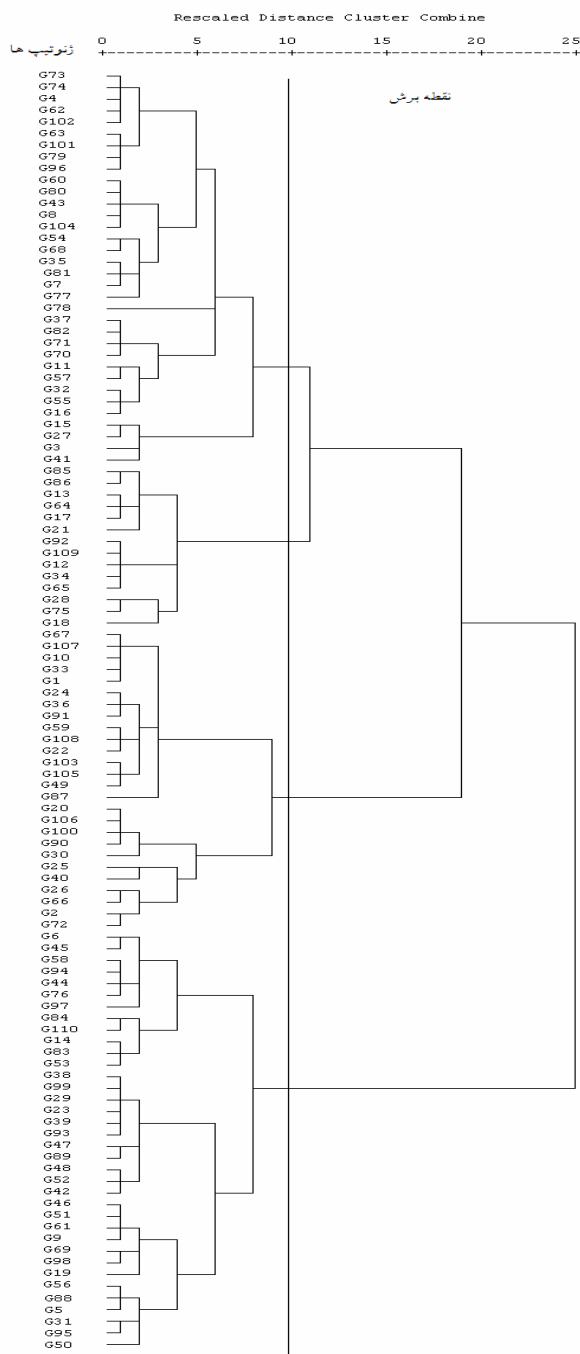 Rescaled Distance Cluster Combine
ژنوتیپ ها
0 5 10 15 20 25
نقطه برش
G73
G74
G4
G62
G102
G63
G101
G79
G96
G60
G80
G43
G8
G104
G54
G68
G35
G81
G7
G77
G78
G37
G82
G71
G70
G11
G57
G32
G55
G16
G15
G27
G3
G41
G85
G86
G13
G64
G17
G21
G92
G109
G12
G34
G65
G28
G75
G18
G67
G107
G10
G33
G1
G24
G36
G91
G59
G108
G22
G103
G105
G49
G87
G20
G106
G100
G90
G30
G25
G40
G26
G66
G2
G72
G6
G45
G58
G94
G44
G76
G97
G84
G110
G14
G83
G53
G38
G99
G29
G23
G39
G93
G47
G89
G48
G52
G42
G46
G51
G61
G9
G69
G98
G19
G56
G88
G5
G31
G95
G50